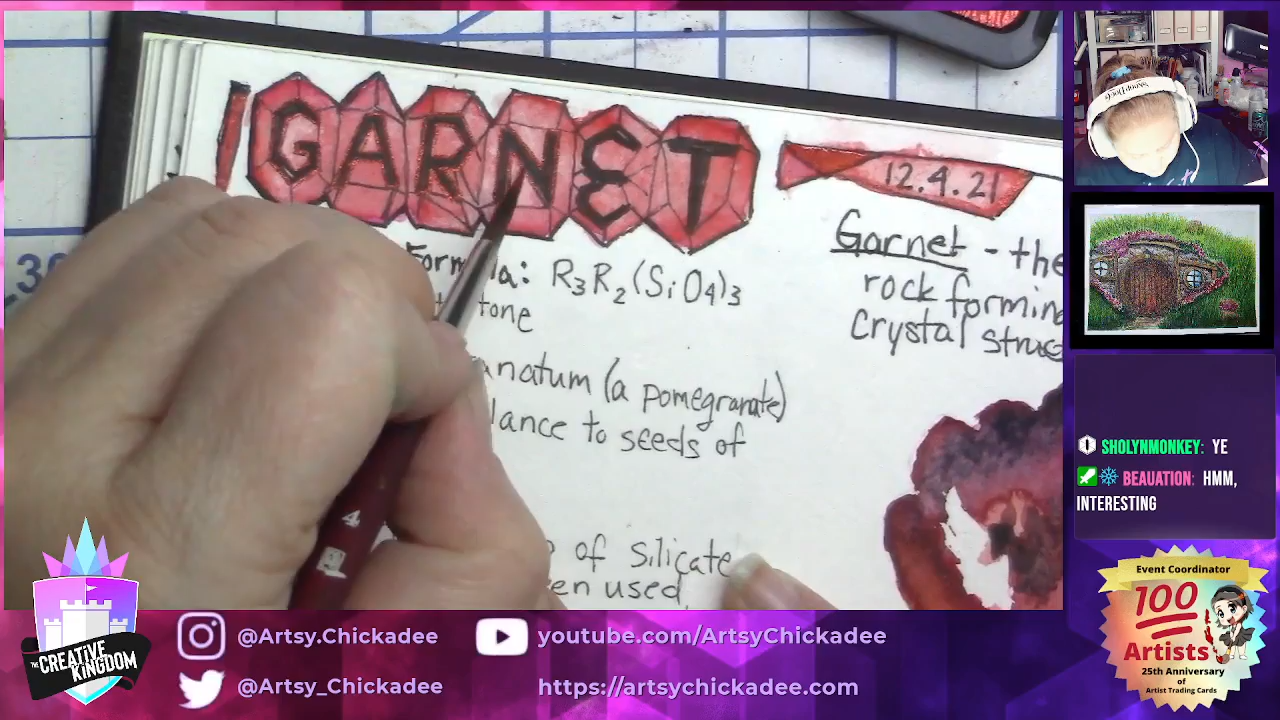 GARNET
12.4.21
Garnet - the
rock forming
Crystal struc
Formula: R3R2(SiO4)3
tone
natum (a pomegranate)
lance to seeds of
of silicate
en used,
SHOLYNMONKEY: YE
BEAUATION: HMM,
INTERESTING
THE CREATIVE
KINGDOM
@Artsy.Chickadee
youtube.com/ArtsyChickadee
@Artsy_Chickadee
https://artsychickadee.com
Event Coordinator
100
Artists
25th Anniversary
of
Artist Trading Cards
4